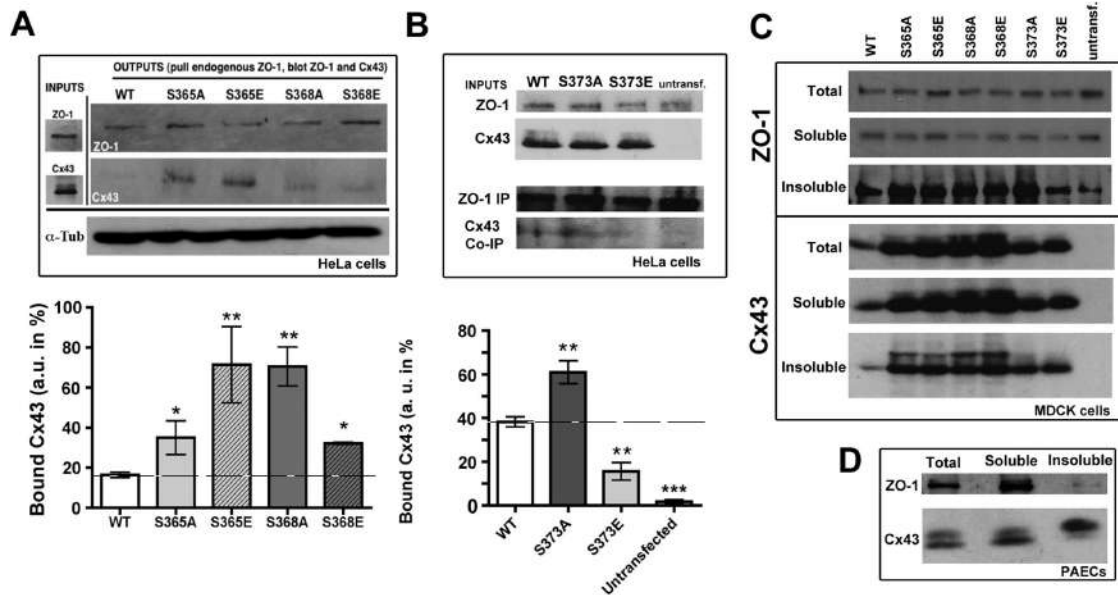 A
OUTPUTS (pull endogenous ZO-1, blot ZO-1 and Cx43)
INPUTS WT S365A S365E S368A S368E
ZO-1
ZO-1
Cx43
Cx43
α-Tub
HeLa cells
Bound Cx43 (a.u. in %)
100
80
60
40
20
0
* ** ** *
WT S365A S365E S368A S368E
B
INPUTS WT S373A S373E untransf.
ZO-1
Cx43
ZO-1 IP
Cx43
Co-IP
HeLa cells
Bound Cx43 (a. u. in %
80
60
40
20
0
** ** ***
WT S373A S373E Untransfected
C
WT S365A S365E S368A S368E S373A S373E untransf.
ZO-1
Total
Soluble
Insoluble
Cx43
Total
Soluble
Insoluble
MDCK cells
D
Total Soluble Insoluble
ZO-1
Cx43
PAECs